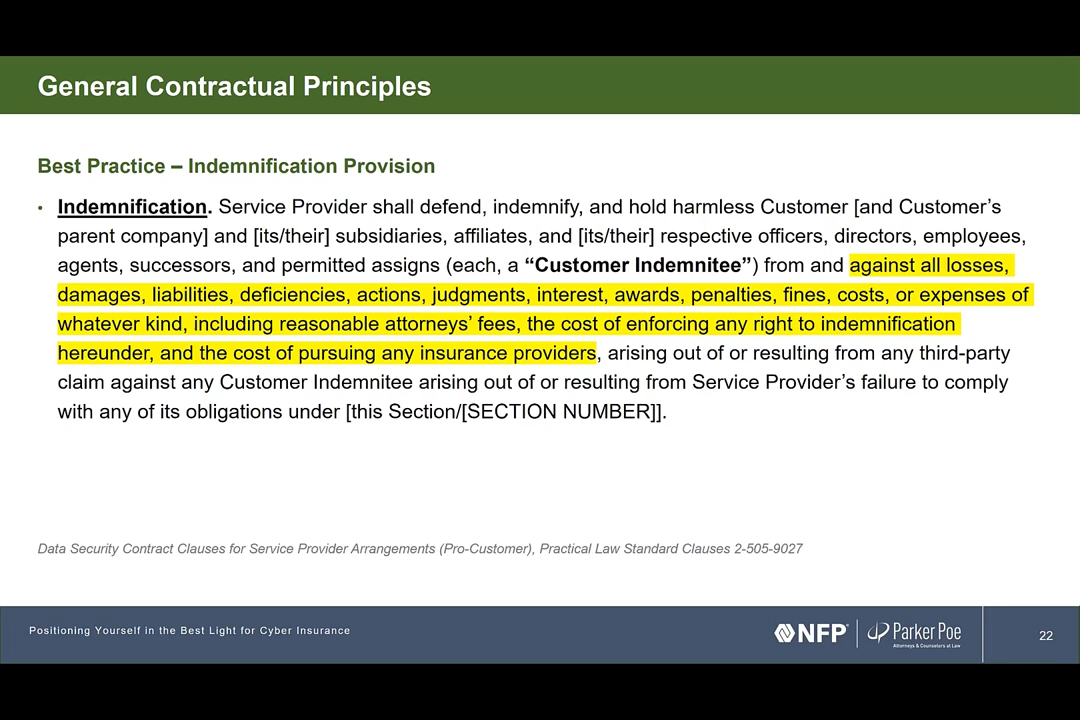 General Contractual Principles
Best Practice – Indemnification Provision
• Indemnification. Service Provider shall defend, indemnify, and hold harmless Customer [and Customer’s
parent company] and [its/their] subsidiaries, affiliates, and [its/their] respective officers, directors, employees,
agents, successors, and permitted assigns (each, a “Customer Indemnitee”) from and against all losses,
damages, liabilities, deficiencies, actions, judgments, interest, awards, penalties, fines, costs, or expenses of
whatever kind, including reasonable attorneys’ fees, the cost of enforcing any right to indemnification
hereunder, and the cost of pursuing any insurance providers, arising out of or resulting from any third-party
claim against any Customer Indemnitee arising out of or resulting from Service Provider’s failure to comply
with any of its obligations under [this Section/[SECTION NUMBER]].
Data Security Contract Clauses for Service Provider Arrangements (Pro-Customer), Practical Law Standard Clauses 2-505-9027
Positioning Yourself in the Best Light for Cyber Insurance
NFP
Parker Poe
Attorneys & Counselors at Law
22